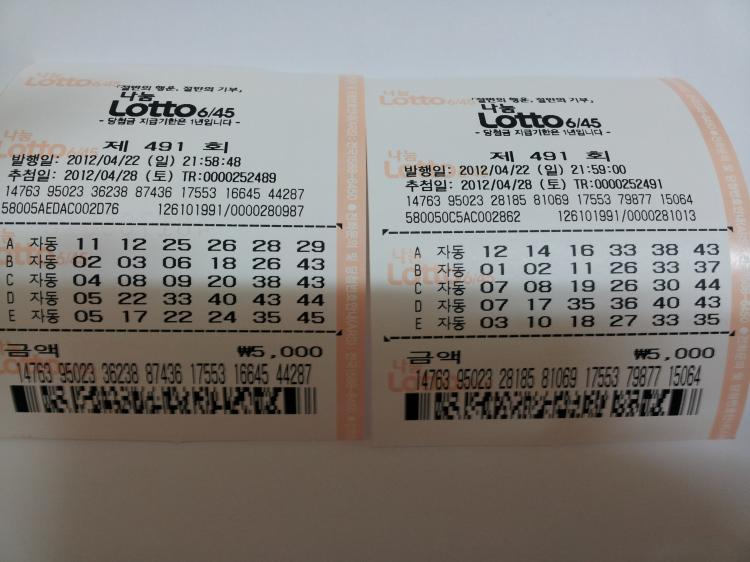 「절반의 행운, 절반의 기부」
나눔
Lotto 6/45
- 당첨금 지급기한은 1년입니다 -
제 491 회
발행일: 2012/04/22 (일) 21:58:48
추첨일: 2012/04/28 (토) TR:0000252489
14763 95023 36238 87436 17553 16645 44287
58005AEDAC002D76 126101991/0000280987
A 자동 11 12 25 26 28 29
B 자동 02 03 06 18 26 43
C 자동 04 08 09 20 38 43
D 자동 05 22 33 40 43 44
E 자동 05 17 22 24 35 45
금액 ₩5,000
14763 95023 36238 87436 17553 16645 44287
「절반의 행운, 절반의 기부」
나눔
Lotto 6/45
- 당첨금 지급기한은 1년입니다 -
제 491 회
발행일: 2012/04/22 (일) 21:59:00
추첨일: 2012/04/28 (토) TR:0000252491
14763 95023 28185 81069 17553 79877 15064
580050C5AC002862 126101991/0000281013
A 자동 12 14 16 33 38 43
B 자동 01 02 11 26 33 37
C 자동 07 08 19 26 30 44
D 자동 07 17 35 36 40 43
E 자동 03 10 18 27 33 35
금액 ₩5,000
14763 95023 28185 81069 17553 79877 15064